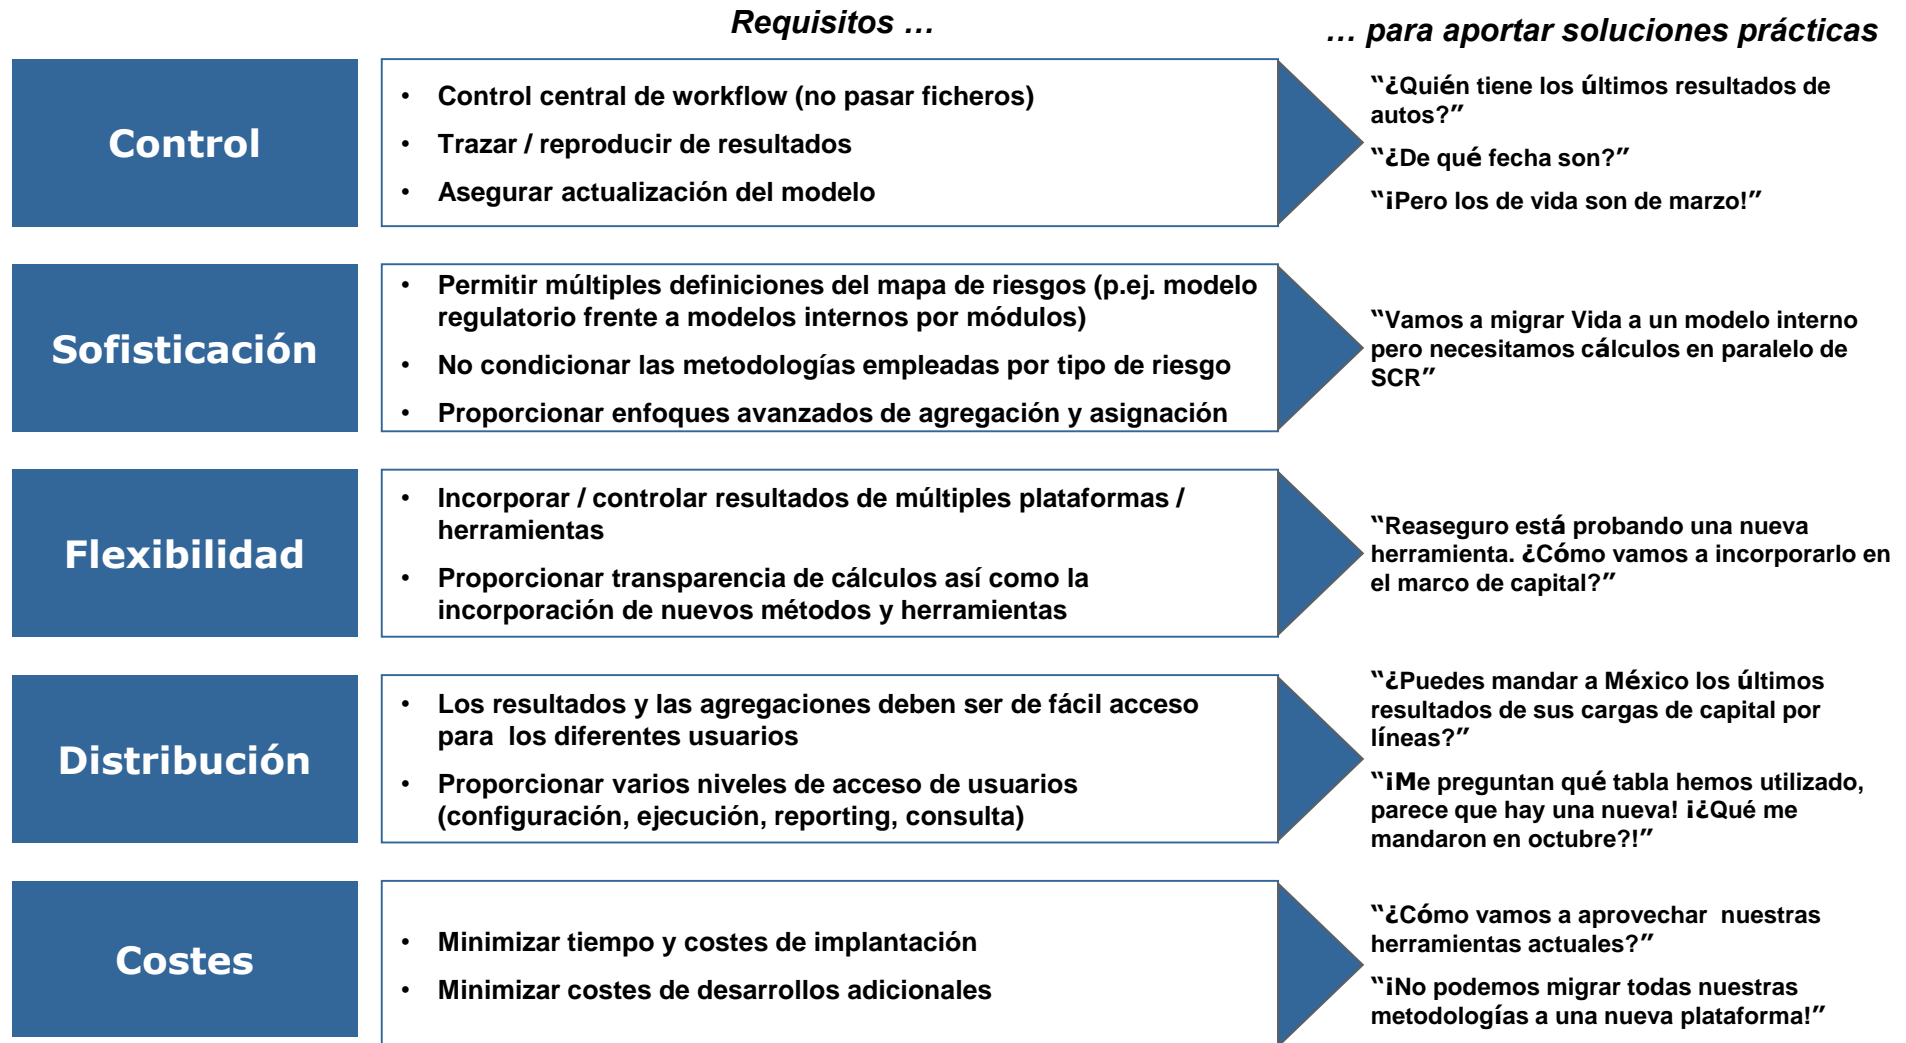 Requisitos …
… para aportar soluciones prácticas
Control
• Control central de workflow (no pasar ficheros)
• Trazar / reproducir de resultados
• Asegurar actualización del modelo
"¿Quién tiene los últimos resultados de
autos?"
"¿De qué fecha son?"
"¡Pero los de vida son de marzo!"
Sofisticación
• Permitir múltiples definiciones del mapa de riesgos (p.ej. modelo
regulatorio frente a modelos internos por módulos)
• No condicionar las metodologías empleadas por tipo de riesgo
• Proporcionar enfoques avanzados de agregación y asignación
"Vamos a migrar Vida a un modelo interno
pero necesitamos cálculos en paralelo de
SCR"
Flexibilidad
• Incorporar / controlar resultados de múltiples plataformas /
herramientas
• Proporcionar transparencia de cálculos así como la
incorporación de nuevos métodos y herramientas
"Reaseguro está probando una nueva
herramienta. ¿Cómo vamos a incorporarlo en
el marco de capital?"
Distribución
• Los resultados y las agregaciones deben ser de fácil acceso
para los diferentes usuarios
• Proporcionar varios niveles de acceso de usuarios
(configuración, ejecución, reporting, consulta)
"¿Puedes mandar a México los últimos
resultados de sus cargas de capital por
líneas?"
"¡Me preguntan qué tabla hemos utilizado,
parece que hay una nueva! ¡¿Qué me
mandaron en octubre?!"
Costes
• Minimizar tiempo y costes de implantación
• Minimizar costes de desarrollos adicionales
"¿Cómo vamos a aprovechar nuestras
herramientas actuales?"
"¡No podemos migrar todas nuestras
metodologías a una nueva plataforma!"